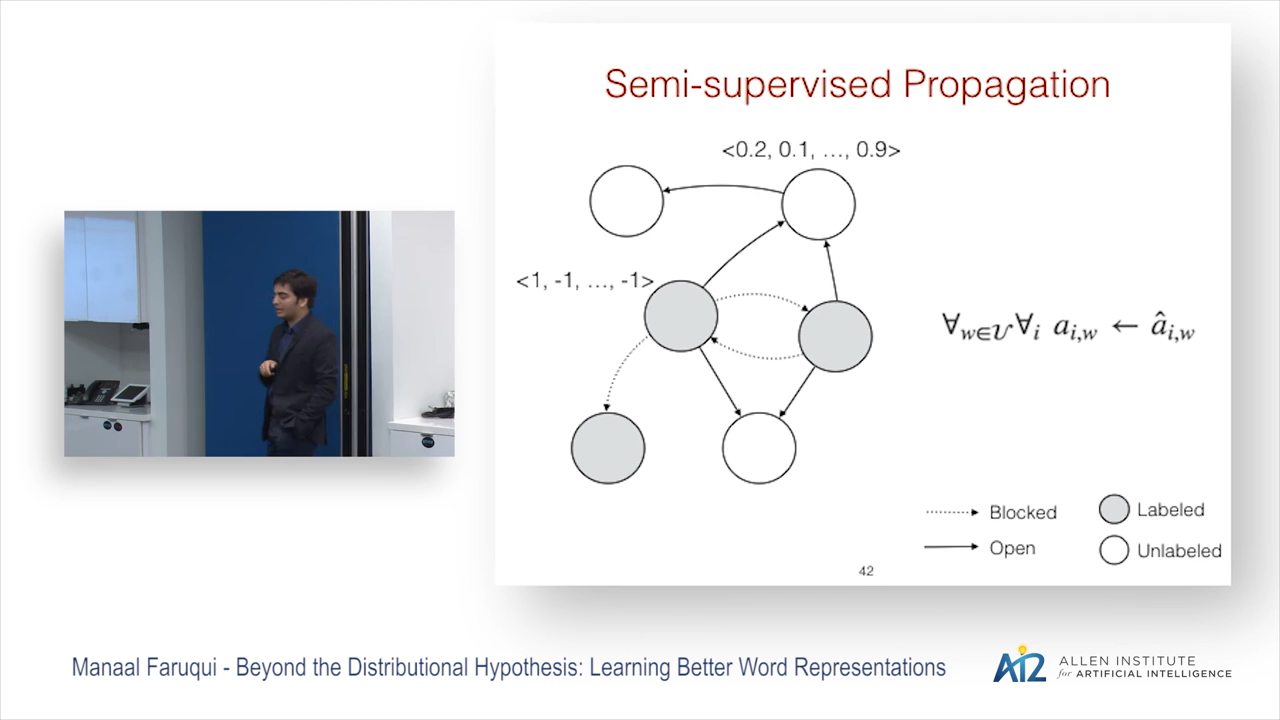 Semi-supervised Propagation
<0.2, 0.1, …, 0.9>
<1, -1, …, -1>
∀w∈𝒰 ∀i ai,w ← âi,w
Blocked
Labeled
Open
Unlabeled
42
Manaal Faruqui - Beyond the Distributional Hypothesis: Learning Better Word Representations
AI2 ALLEN INSTITUTE
for ARTIFICIAL INTELLIGENCE